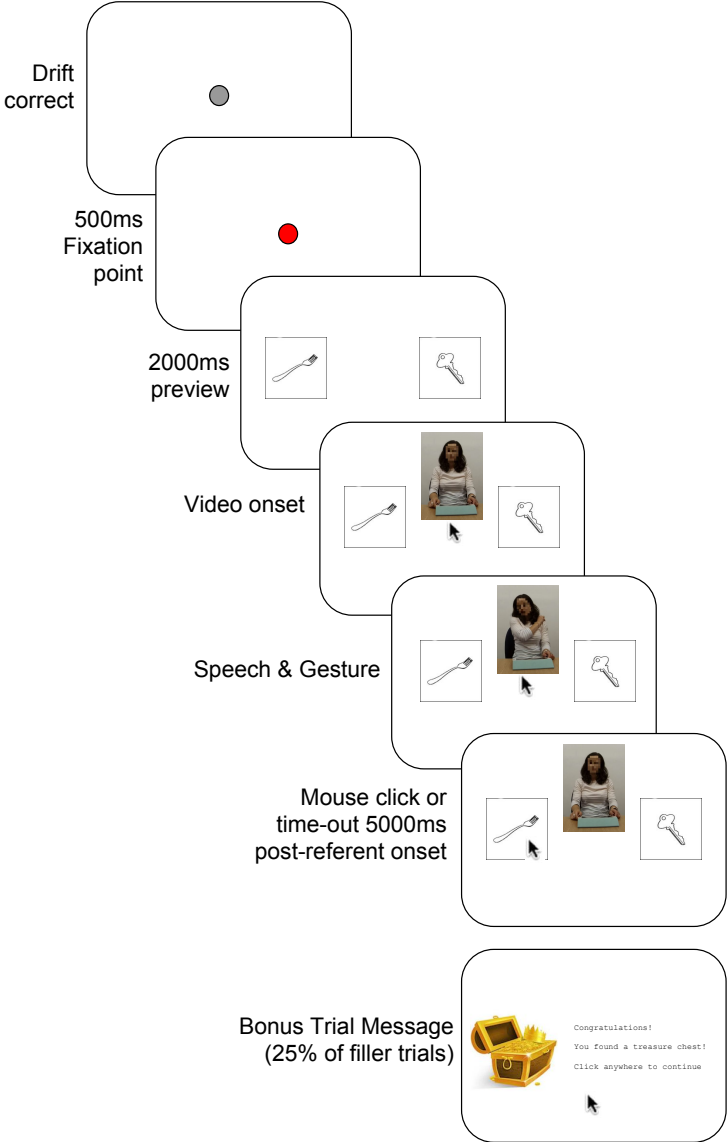 Drift
correct
500ms
Fixation
point
2000ms
preview
Video onset
Speech & Gesture
Mouse click or
time-out 5000ms
post-referent onset
Bonus Trial Message
(25% of filler trials)
Congratulations!
You found a treasure chest!
Click anywhere to continue